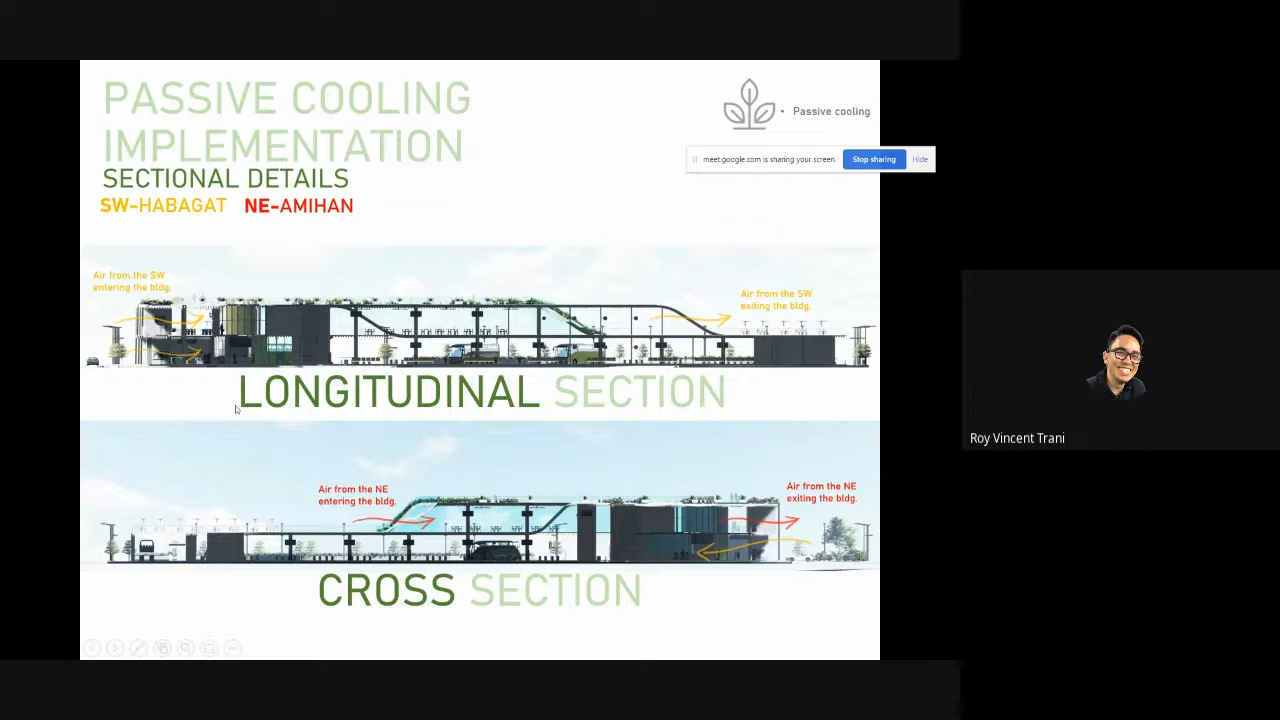 PASSIVE COOLING
IMPLEMENTATION
SECTIONAL DETAILS
SW-HABAGAT NE-AMIHAN
• Passive cooling
meet.google.com is sharing your screen. Stop sharing Hide
Air from the SW
entering the bldg.
Air from the SW
exiting the bldg.
LONGITUDINAL SECTION
Air from the NE
entering the bldg.
Air from the NE
exiting the bldg.
CROSS SECTION
Roy Vincent Trani